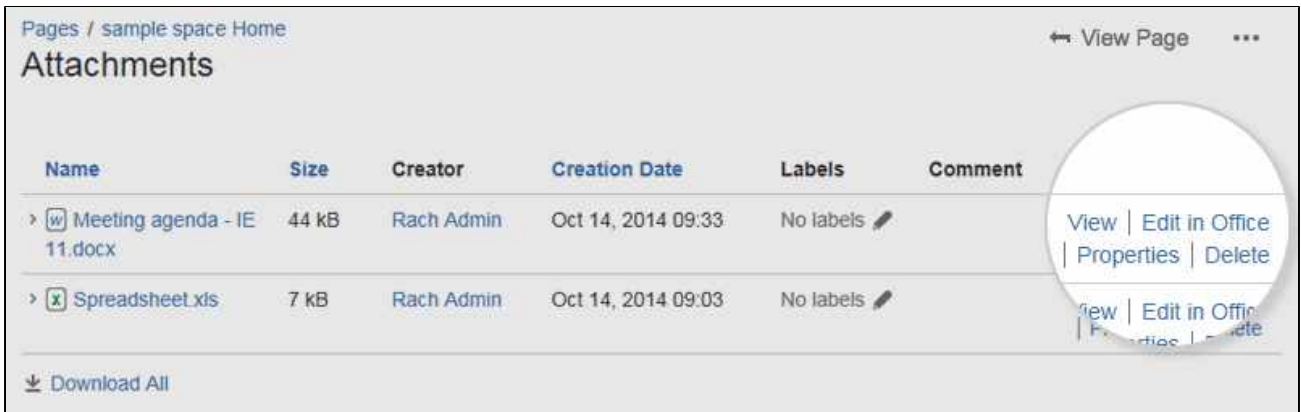 Pages / sample space Home
Attachments
View Page
Name Size Creator Creation Date Labels Comment
Meeting agenda - IE 44 kB Rach Admin Oct 14, 2014 09:33 No labels View | Edit in Office
11.docx | Properties | Delete
Spreadsheet.xls 7 kB Rach Admin Oct 14, 2014 09:03 No labels | Edit in
Download All